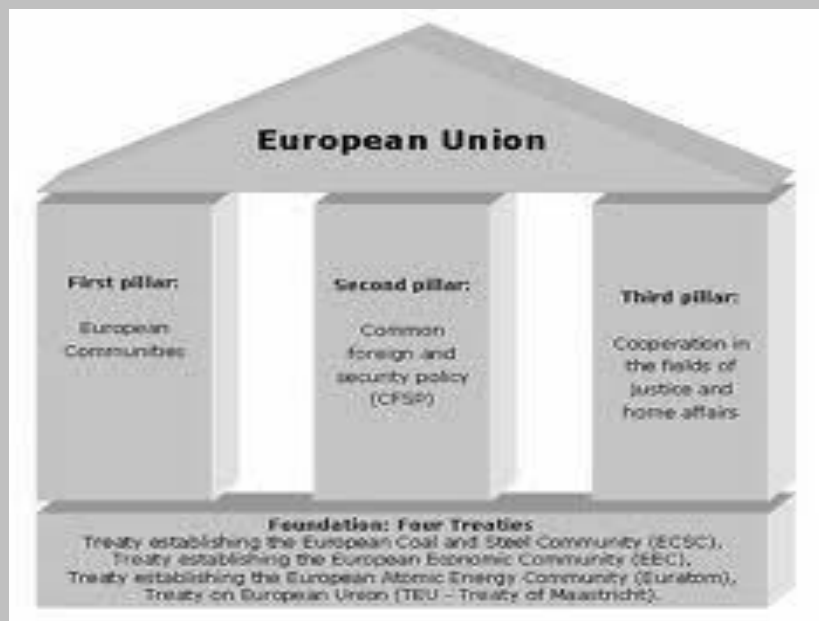 European Union
First pillar:
European
Communities
Second pillar:
Common
foreign and
security policy
(CFSP)
Third pillar:
Cooperation in
the fields of
justice and
home affairs
Foundation: Four Treaties
Treaty establishing the European Coal and Steel Community (ECSC),
Treaty establishing the European Economic Community (EEC),
Treaty establishing the European Atomic Energy Community (Euratom),
Treaty on European Union (TEU - Treaty of Maastricht).